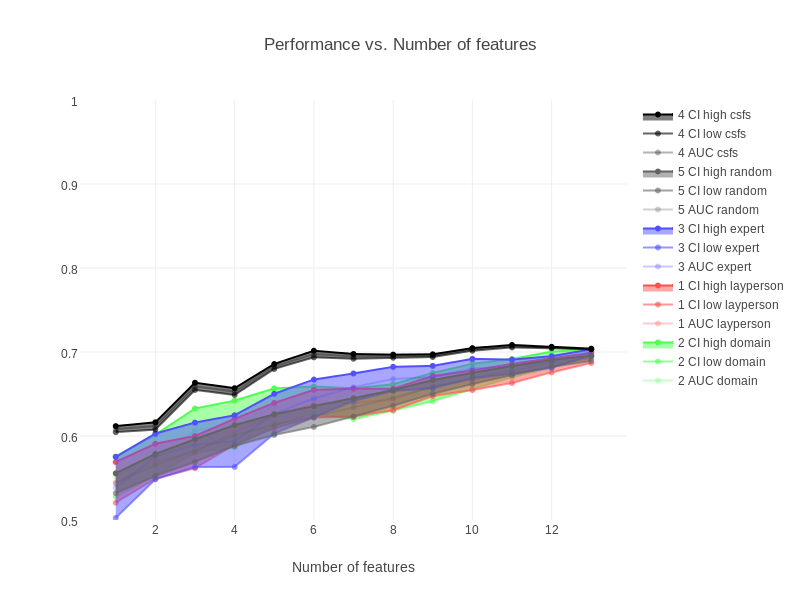 Performance vs. Number of features
1
0.9
0.8
0.7
0.6
0.5
2
4
6
8
10
12
Number of features
4 CI high csfs
4 CI low csfs
4 AUC csfs
5 CI high random
5 CI low random
5 AUC random
3 CI high expert
3 CI low expert
3 AUC expert
1 CI high layperson
1 CI low layperson
1 AUC layperson
2 CI high domain
2 CI low domain
2 AUC domain